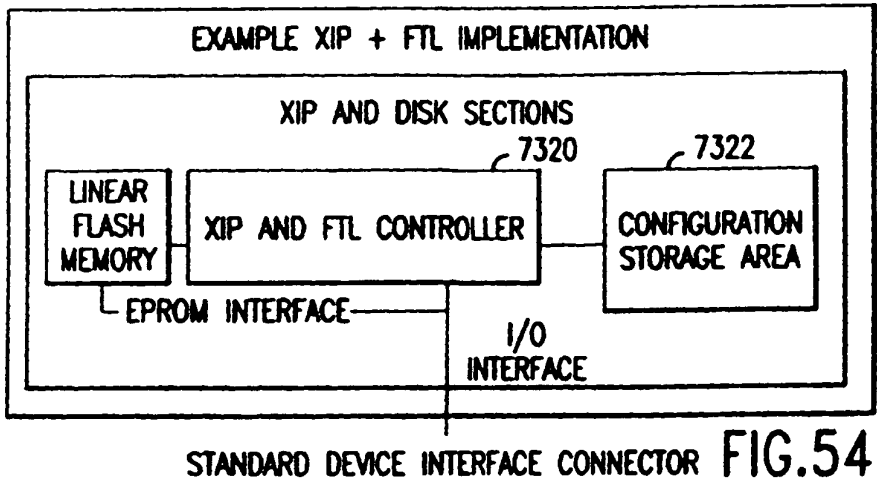 EXAMPLE XIP + FTL IMPLEMENTATION
XIP AND DISK SECTIONS
7320
7322
LINEAR
FLASH
MEMORY
XIP AND FTL CONTROLLER
CONFIGURATION
STORAGE AREA
EPROM INTERFACE
I/O
INTERFACE
STANDARD DEVICE INTERFACE CONNECTOR
FIG.54